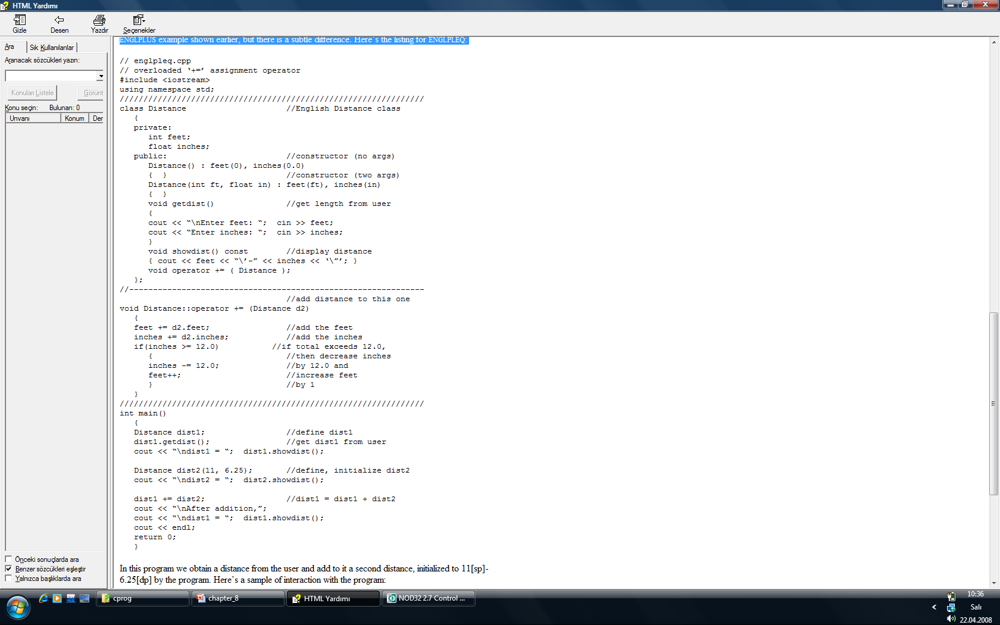 HTML Yardımı
Gizle
Desen
Yazdır
Seçenekler
Ara
Sık Kullanılanlar
Aranacak sözcükleri yazın:
Konuları Listele
Görünt
Konu seçin: Bulunan: 0
Unvanı Konum Der
Önceki sonuçlarda ara
Benzer sözcükleri eşleştir
Yalnızca başlıklarda ara
ENGLPLUS example shown earlier, but there is a subtle difference. Here’s the listing for ENGLPLEQ:
// englpleq.cpp
// overloaded ‘+=’ assignment operator
#include <iostream>
using namespace std;
////////////////////////////////////////////////////////////////
class Distance //English Distance class
{
private:
int feet;
float inches;
public: //constructor (no args)
Distance() : feet(0), inches(0.0)
{ } //constructor (two args)
Distance(int ft, float in) : feet(ft), inches(in)
{ }
void getdist() //get length from user
{
cout << “\nEnter feet: “; cin >> feet;
cout << “Enter inches: “; cin >> inches;
}
void showdist() const //display distance
{ cout << feet << “\’-” << inches << ‘\”’; }
void operator += ( Distance );
};
//--------------------------------------------------------------
//add distance to this one
void Distance::operator += (Distance d2)
{
feet += d2.feet; //add the feet
inches += d2.inches; //add the inches
if(inches >= 12.0) //if total exceeds 12.0,
{ //then decrease inches
inches -= 12.0; //by 12.0 and
feet++; //increase feet
} //by 1
}
////////////////////////////////////////////////////////////////
int main()
{
Distance dist1; //define dist1
dist1.getdist(); //get dist1 from user
cout << “\ndist1 = “; dist1.showdist();
Distance dist2(11, 6.25); //define, initialize dist2
cout << “\ndist2 = “; dist2.showdist();
dist1 += dist2; //dist1 = dist1 + dist2
cout << “\nAfter addition,”;
cout << “\ndist1 = “; dist1.showdist();
cout << endl;
return 0;
}
In this program we obtain a distance from the user and add to it a second distance, initialized to 11[sp]-
6.25[dp] by the program. Here’s a sample of interaction with the program:
cprog
chapter_8
HTML Yardımı
NOD32 2.7 Control ...
10:36
Salı
22.04.2008